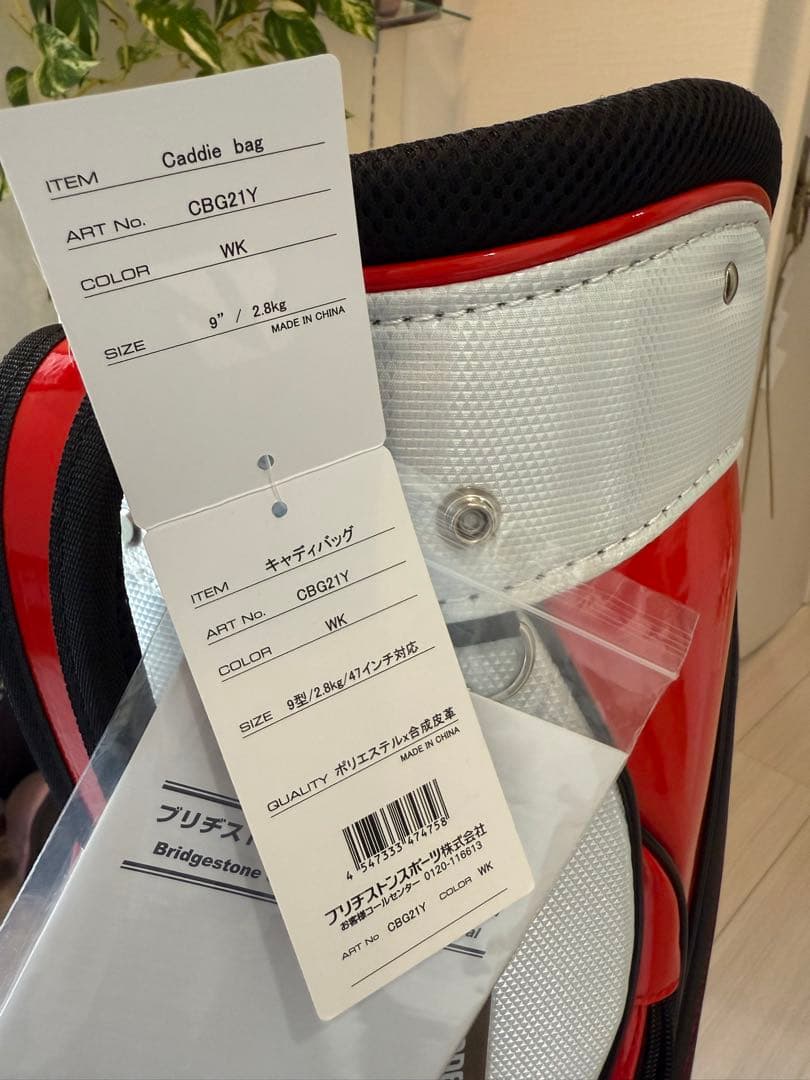 ITEM Caddie bag
ART No. CBG21Y
COLOR WK
SIZE 9" / 2.8kg
MADE IN CHINA
ITEM キャディバッグ
ART No. CBG21Y
COLOR WK
SIZE 9型/2.8kg/47インチ対応
QUALITY ポリエステル×合成皮革
MADE IN CHINA
4 547333 474758
ブリヂストンスポーツ株式会社
お客様コールセンター 0120-116613
ART No CBG21Y COLOR WK
ブリヂスト
Bridgestone